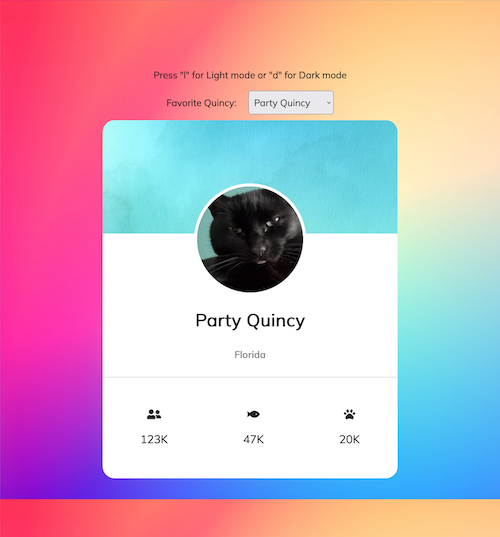 Press "l" for Light mode or "d" for Dark mode
Favorite Quincy: Party Quincy
Party Quincy
Florida
123K 47K 20K